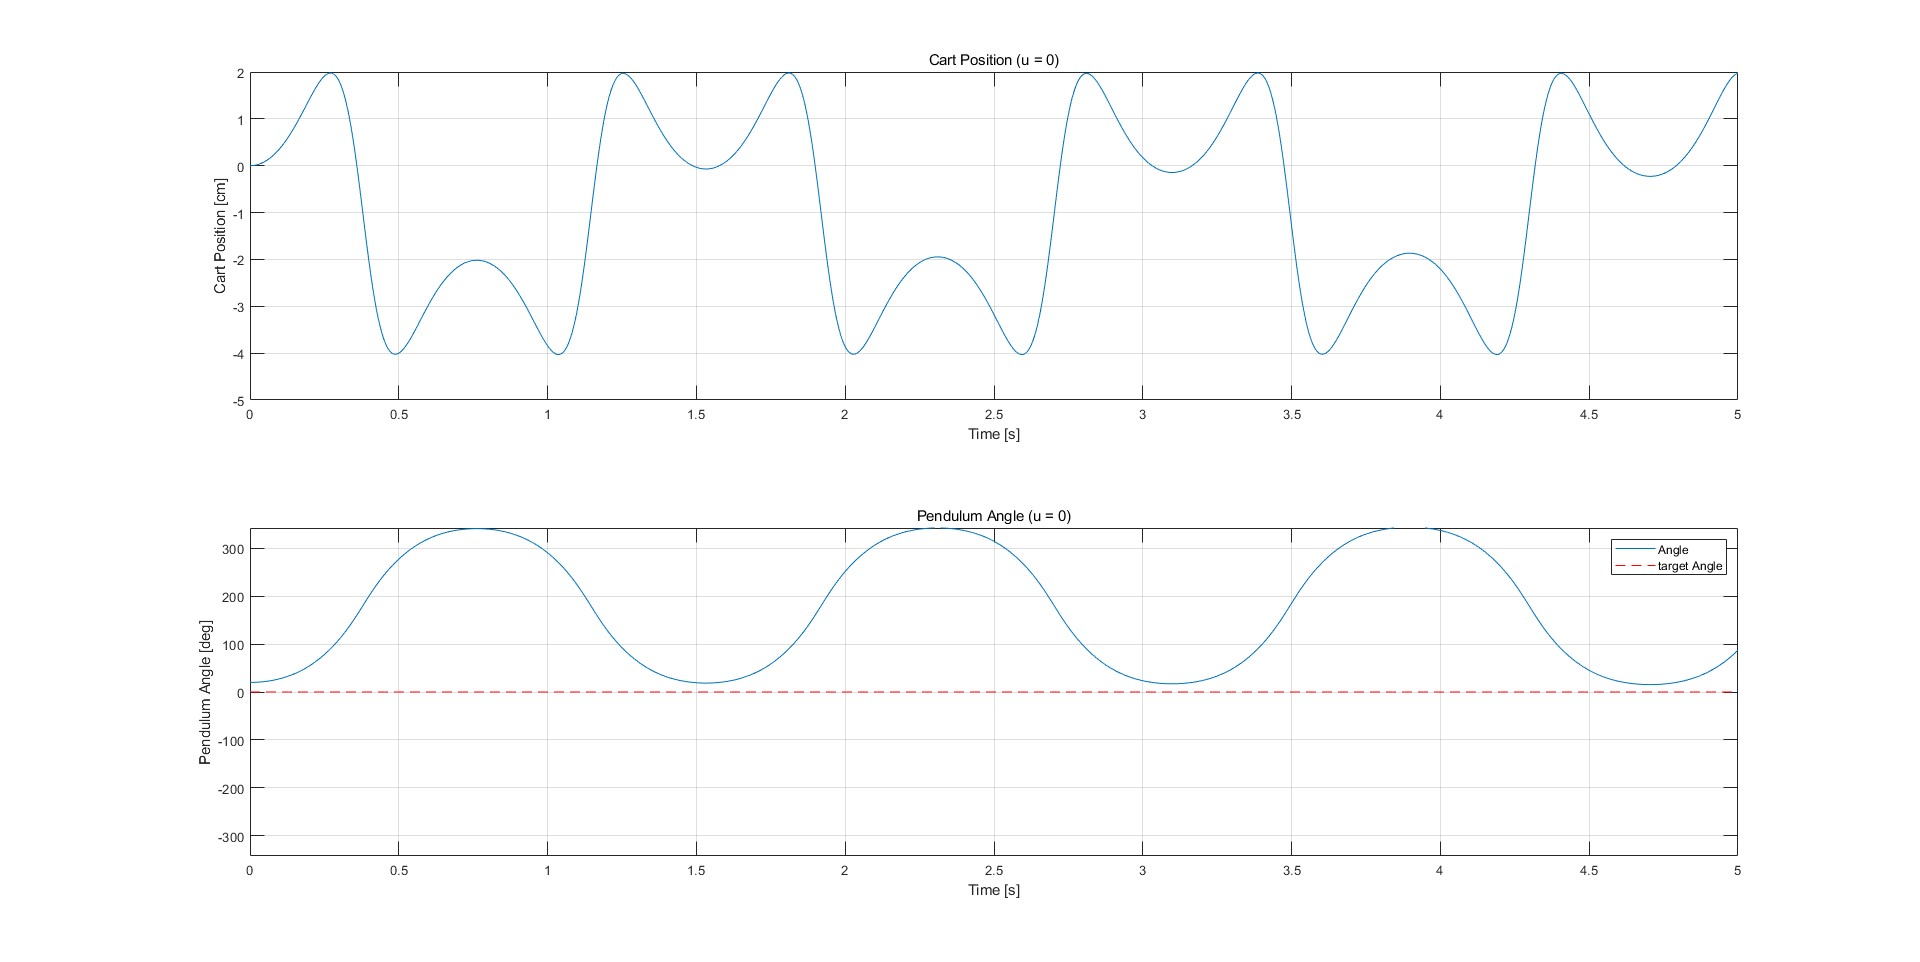 Cart Position (u = 0)
2
1
0
-1
-2
-3
-4
-5
Cart Position [cm]
0 0.5 1 1.5 2 2.5 3 3.5 4 4.5 5
Time [s]
Pendulum Angle (u = 0)
300
200
100
0
-100
-200
-300
Pendulum Angle [deg]
Angle
target Angle
0 0.5 1 1.5 2 2.5 3 3.5 4 4.5 5
Time [s]